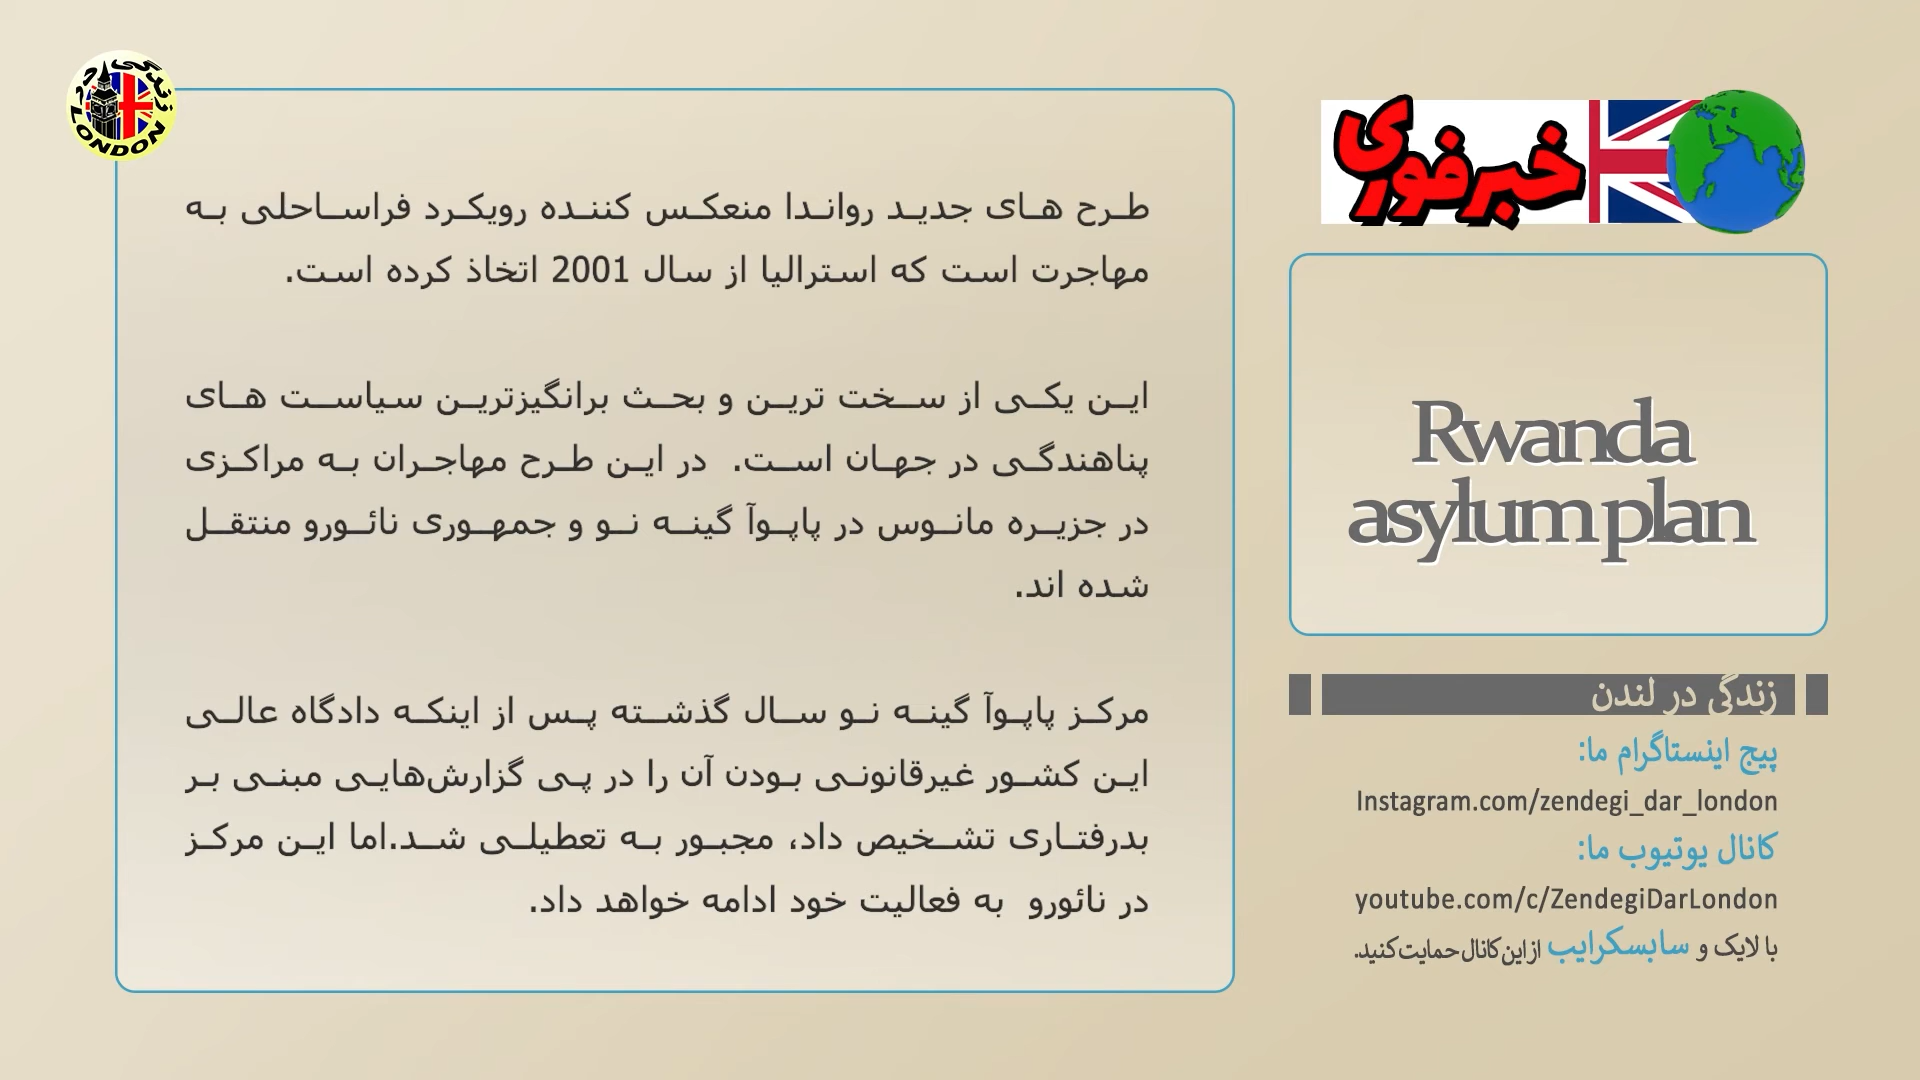 زندگی در
LONDON
طرح های جدید رواندا منعکس کننده رویکرد فراساحلی به
مهاجرت است که استرالیا از سال 2001 اتخاذ کرده است.
این یکی از سخت ترین و بحث برانگیزترین سیاست های
پناهندگی در جهان است. در این طرح مهاجران به مراکزی
در جزیره مانوس در پاپوآ گینه نو و جمهوری نائورو منتقل
شده اند.
مرکز پاپوآ گینه نو سال گذشته پس از اینکه دادگاه عالی
این کشور غیرقانونی بودن آن را در پی گزارش‌هایی مبنی بر
بدرفتاری تشخیص داد، مجبور به تعطیلی شد.اما این مرکز
در نائورو به فعالیت خود ادامه خواهد داد.
خبرفوری
Rwanda
asylum plan
زندگی در لندن
پیج اینستاگرام ما:
Instagram.com/zendegi_dar_london
کانال یوتیوب ما:
youtube.com/c/ZendegiDarLondon
با لایک و سابسکرایب از این کانال حمایت کنید.